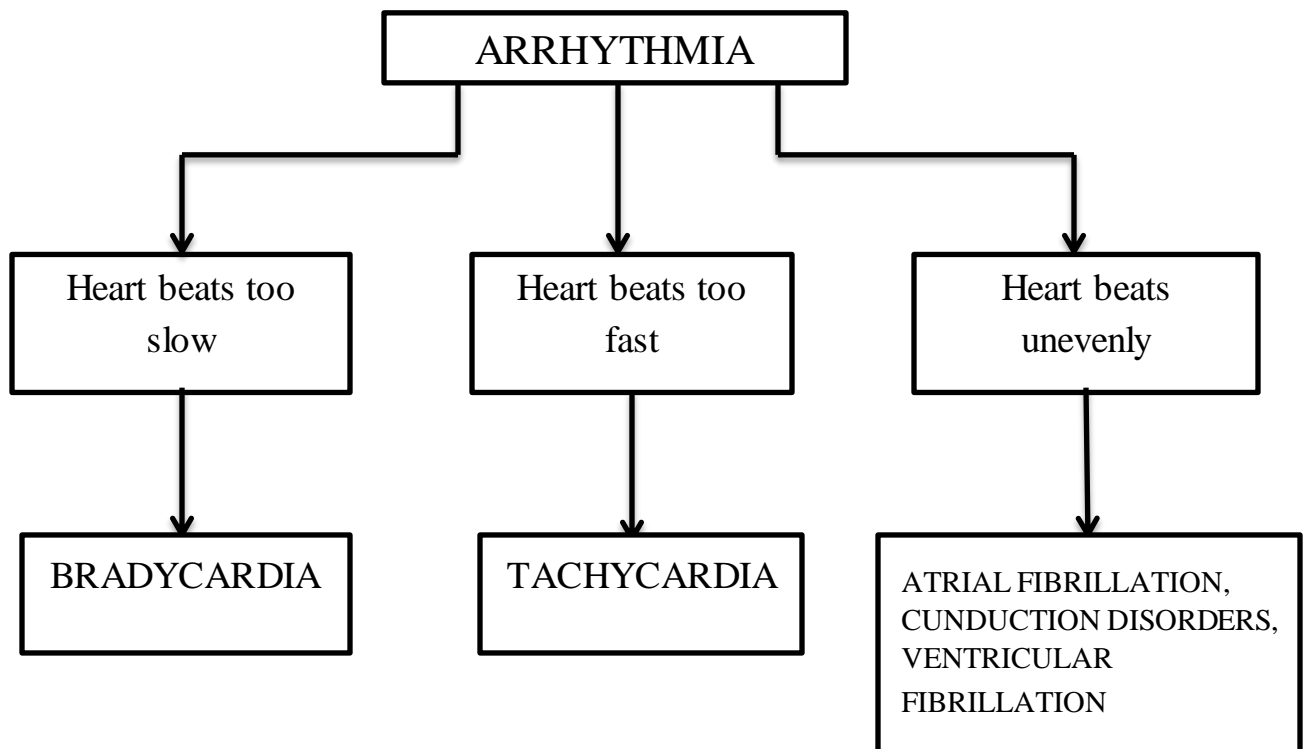 ARRHYTHMIA
Heart beats too
slow
Heart beats too
fast
Heart beats
unevenly
BRADYCARDIA
TACHYCARDIA
ATRIAL FIBRILLATION,
CUNDUCTION DISORDERS,
VENTRICULAR
FIBRILLATION